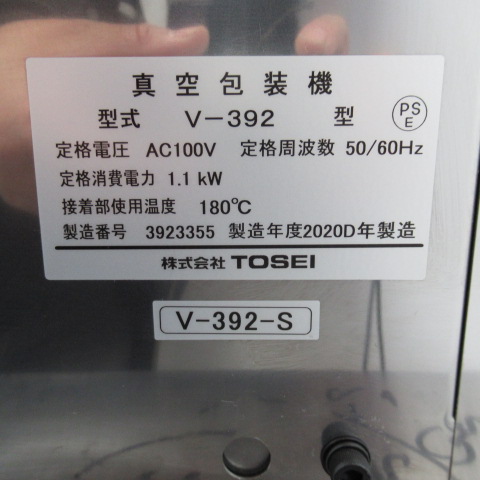 真空包装機
型式 V-392 型 PSE
定格電圧 AC100V 定格周波数 50/60Hz
定格消費電力 1.1 kW
接着部使用温度 180℃
製造番号 3923355 製造年度2020D年製造
株式会社 TOSEI
V-392-S